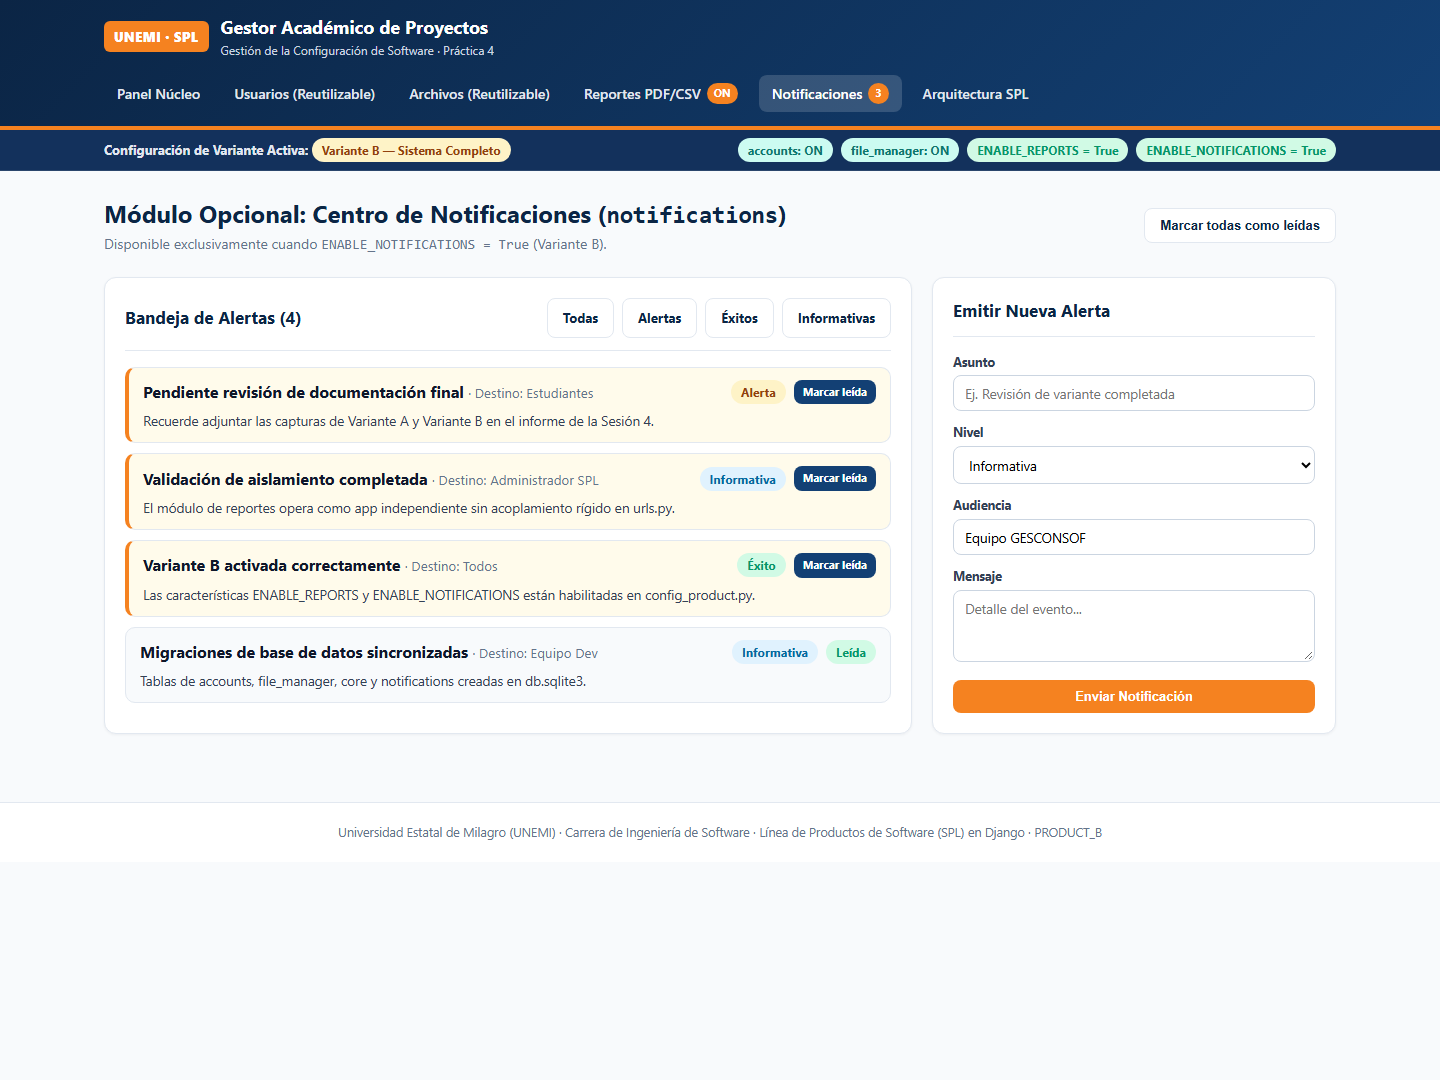 UNEMI · SPL
Gestor Académico de Proyectos
Gestión de la Configuración de Software · Práctica 4
Panel Núcleo
Usuarios (Reutilizable)
Archivos (Reutilizable)
Reportes PDF/CSV ON
Notificaciones 3
Arquitectura SPL
Configuración de Variante Activa: Variante B — Sistema Completo
accounts: ON
file_manager: ON
ENABLE_REPORTS = True
ENABLE_NOTIFICATIONS = True
Módulo Opcional: Centro de Notificaciones (notifications)
Disponible exclusivamente cuando ENABLE_NOTIFICATIONS = True (Variante B).
Marcar todas como leídas
Bandeja de Alertas (4)
Todas
Alertas
Éxitos
Informativas
Pendiente revisión de documentación final · Destino: Estudiantes
Alerta
Marcar leída
Recuerde adjuntar las capturas de Variante A y Variante B en el informe de la Sesión 4.
Validación de aislamiento completada · Destino: Administrador SPL
Informativa
Marcar leída
El módulo de reportes opera como app independiente sin acoplamiento rígido en urls.py.
Variante B activada correctamente · Destino: Todos
Éxito
Marcar leída
Las características ENABLE_REPORTS y ENABLE_NOTIFICATIONS están habilitadas en config_product.py.
Migraciones de base de datos sincronizadas · Destino: Equipo Dev
Informativa
Leída
Tablas de accounts, file_manager, core y notifications creadas en db.sqlite3.
Emitir Nueva Alerta
Asunto
Ej. Revisión de variante completada
Nivel
Informativa
Audiencia
Equipo GESCONSOF
Mensaje
Detalle del evento...
Enviar Notificación
Universidad Estatal de Milagro (UNEMI) · Carrera de Ingeniería de Software · Línea de Productos de Software (SPL) en Django · PRODUCT_B